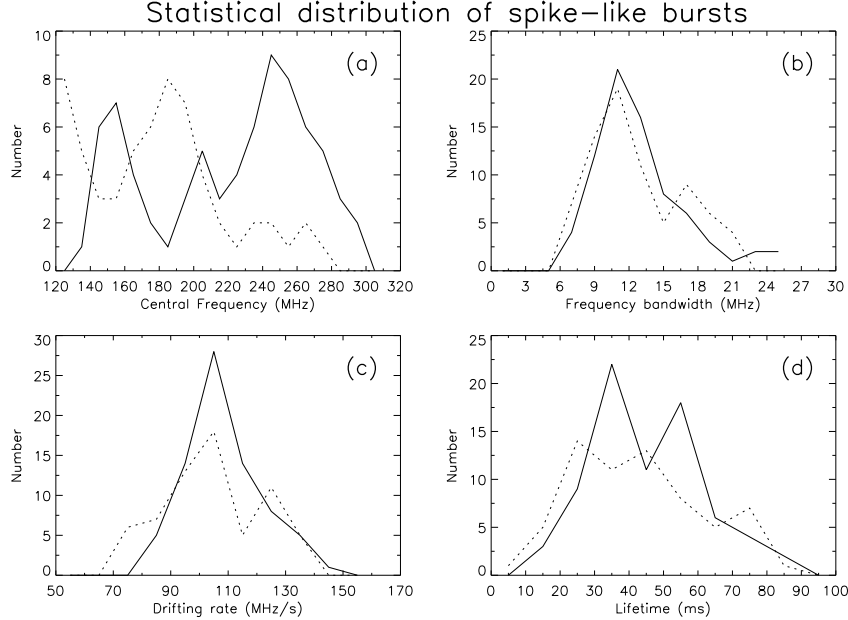 Statistical distribution of spike-like bursts
(a)
10
8
6
4
2
0
Number
120 140 160 180 200 220 240 260 280 300 320
Central Frequency (MHz)
(b)
25
20
15
10
5
0
Number
0 3 6 9 12 15 18 21 24 27 30
Frequency bandwidth (MHz)
(c)
30
25
20
15
10
5
0
Number
50 70 90 110 130 150 170
Drifting rate (MHz/s)
(d)
25
20
15
10
5
0
Number
0 10 20 30 40 50 60 70 80 90 100
Lifetime (ms)